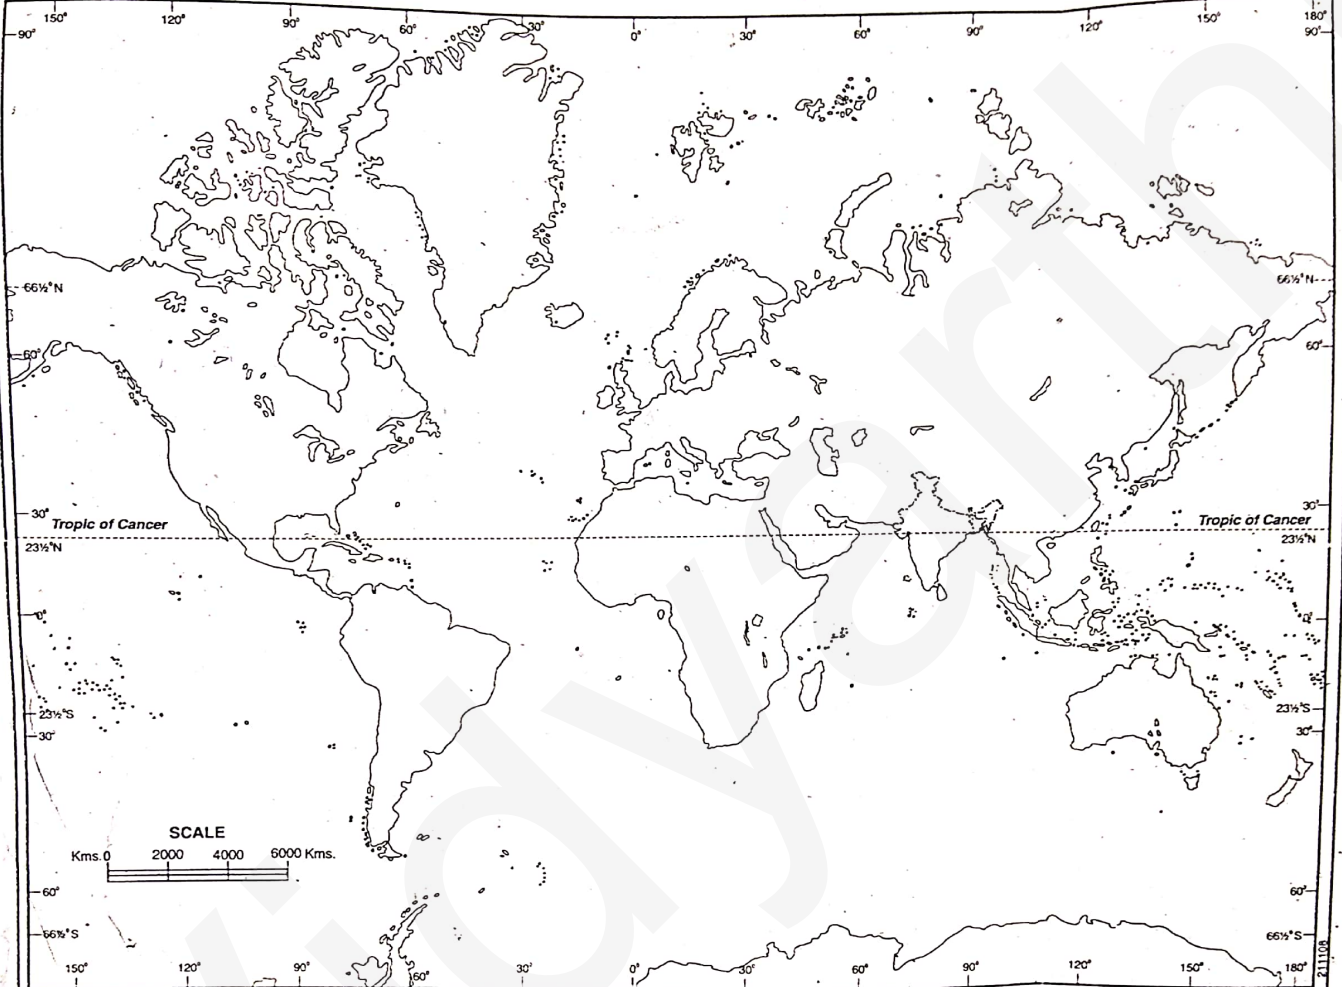 150° 120° 90° 60° 30° 0° 30° 60° 90° 120° 150° 180°
90° 90°
66½°N 66½°N
60° 60°
30° 30°
Tropic of Cancer Tropic of Cancer
23½°N 23½°N
0° 0°
23½°S 23½°S
30° 30°
SCALE
Kms. 0 2000 4000 6000 Kms.
60° 60°
66½°S 66½°S
150° 120° 90° 60° 30° 0° 30° 60° 90° 120° 150° 180°
211108
idyarth